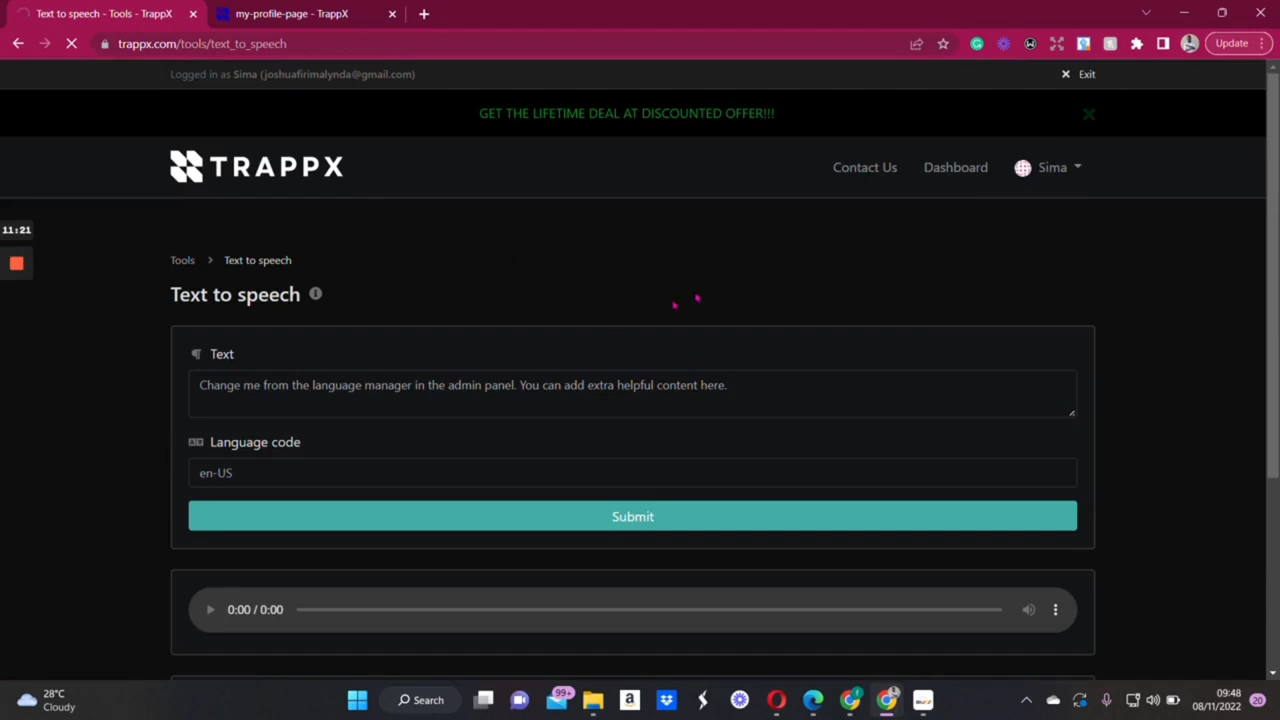 Text to speech - Tools - TrappX
my-profile-page - TrappX
trappx.com/tools/text_to_speech
Update
Logged in as Sima (joshuafirimalynda@gmail.com)
Exit
GET THE LIFETIME DEAL AT DISCOUNTED OFFER!!!
TRAPPX
Contact Us
Dashboard
Sima
11:21
Tools > Text to speech
Text to speech
Text
Change me from the language manager in the admin panel. You can add extra helpful content here.
Language code
en-US
Submit
0:00 / 0:00
28°C
Cloudy
Search
99+
09:48
08/11/2022
20